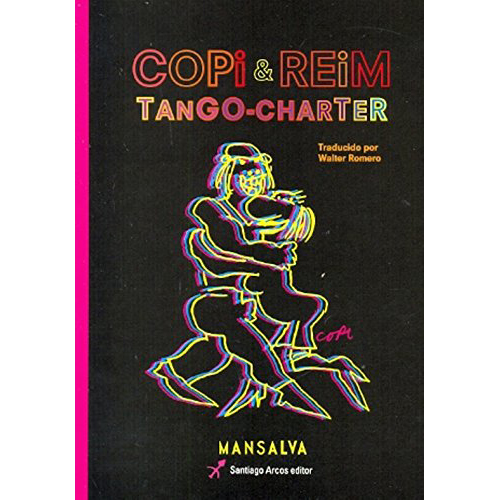 COPi & REiM
TANGO-CHARTER
Traducido por
Walter Romero
COPi
MANSALVA
Santiago Arcos editor